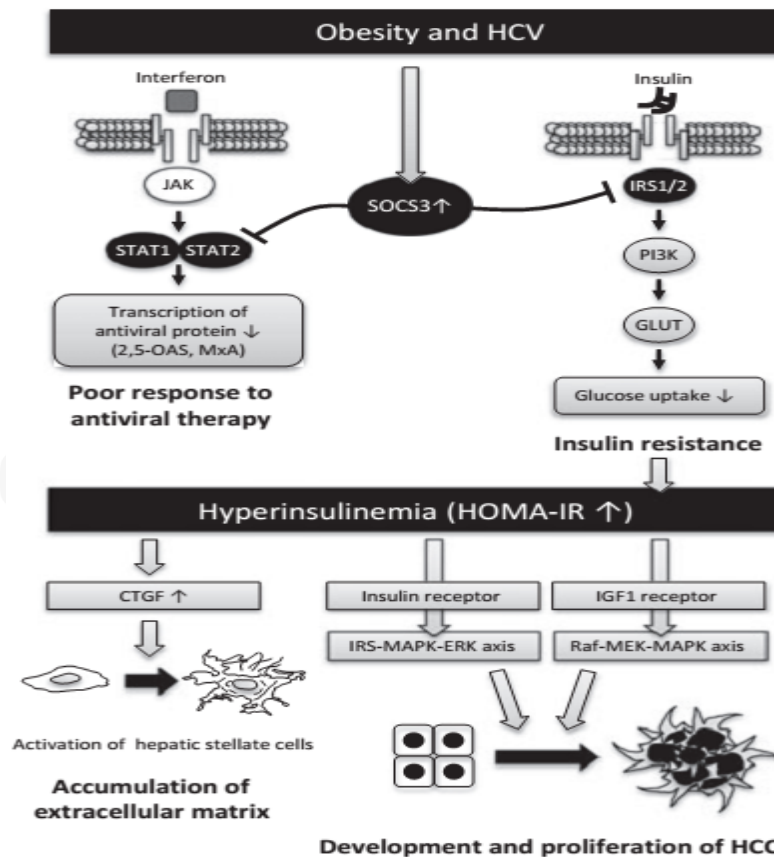 Obesity and HCV
Interferon
Insulin
JAK
SOCS3↑
IRS1/2
STAT1 STAT2
PI3K
Transcription of
antiviral protein ↓
(2,5-OAS, MxA)
GLUT
Poor response to
antiviral therapy
Glucose uptake ↓
Insulin resistance
Hyperinsulinemia (HOMA-IR ↑)
CTGF ↑
Insulin receptor
IGF1 receptor
IRS-MAPK-ERK axis
Raf-MEK-MAPK axis
Activation of hepatic stellate cells
Accumulation of
extracellular matrix
Development and proliferation of HCC